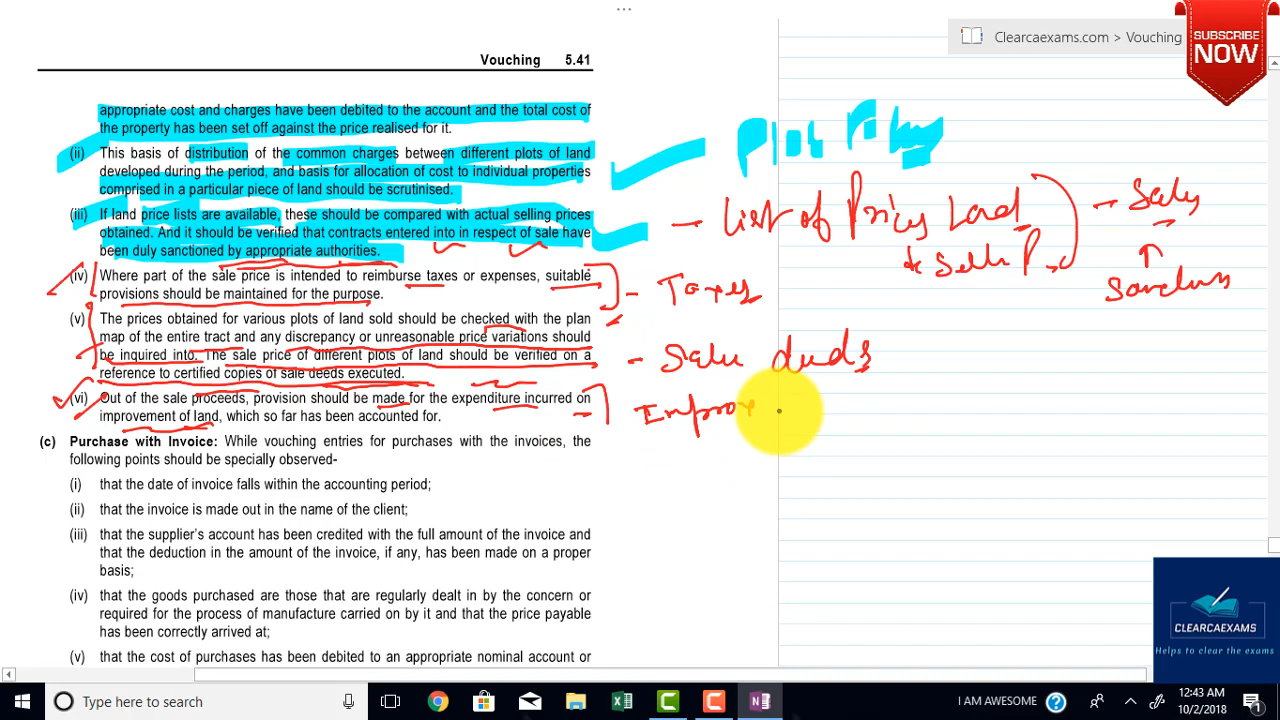 Clearcaexams.com > Vouching
SUBSCRIBE
NOW
Vouching 5.41
appropriate cost and charges have been debited to the account and the total cost of
the property has been set off against the price realised for it.
(ii) This basis of distribution of the common charges between different plots of land
developed during the period, and basis for allocation of cost to individual properties
comprised in a particular piece of land should be scrutinised.
(iii) If land price lists are available, these should be compared with actual selling prices
obtained. And it should be verified that contracts entered into in respect of sale have
been duly sanctioned by appropriate authorities.
(iv) Where part of the sale price is intended to reimburse taxes or expenses, suitable
provisions should be maintained for the purpose.
(v) The prices obtained for various plots of land sold should be checked with the plan
map of the entire tract and any discrepancy or unreasonable price variations should
be inquired into. The sale price of different plots of land should be verified on a
reference to certified copies of sale deeds executed.
(vi) Out of the sale proceeds, provision should be made for the expenditure incurred on
improvement of land, which so far has been accounted for.
(c) Purchase with Invoice: While vouching entries for purchases with the invoices, the
following points should be specially observed-
(i) that the date of invoice falls within the accounting period;
(ii) that the invoice is made out in the name of the client;
(iii) that the supplier's account has been credited with the full amount of the invoice and
that the deduction in the amount of the invoice, if any, has been made on a proper
basis;
(iv) that the goods purchased are those that are regularly dealt in by the concern or
required for the process of manufacture carried on by it and that the price payable
has been correctly arrived at;
(v) that the cost of purchases has been debited to an appropriate nominal account or
Plot
- List of Prices Land
- Taxes
- Sale deeds
Improv
CLEARCAEXAMS
Helps to clear the exams
Type here to search
I AM AWESOME
12:43 AM
10/2/2018